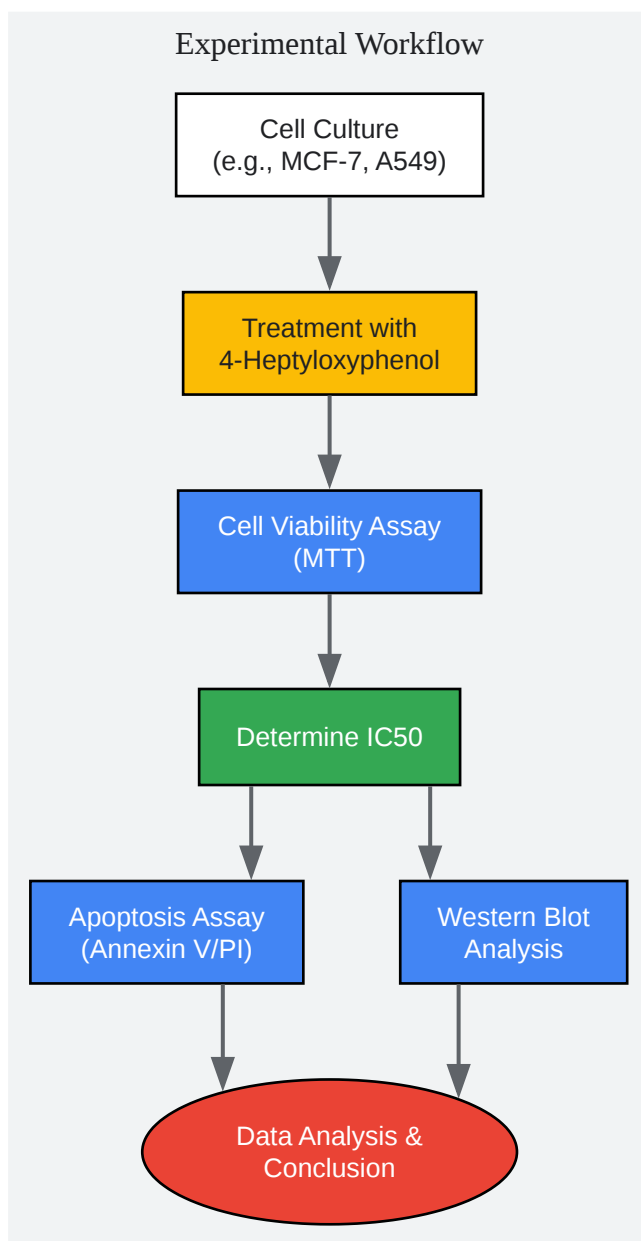 Experimental Workflow
Cell Culture
(e.g., MCF-7, A549)
Treatment with
4-Heptyloxyphenol
Cell Viability Assay
(MTT)
Determine IC50
Apoptosis Assay
(Annexin V/PI)
Western Blot
Analysis
Data Analysis &
Conclusion